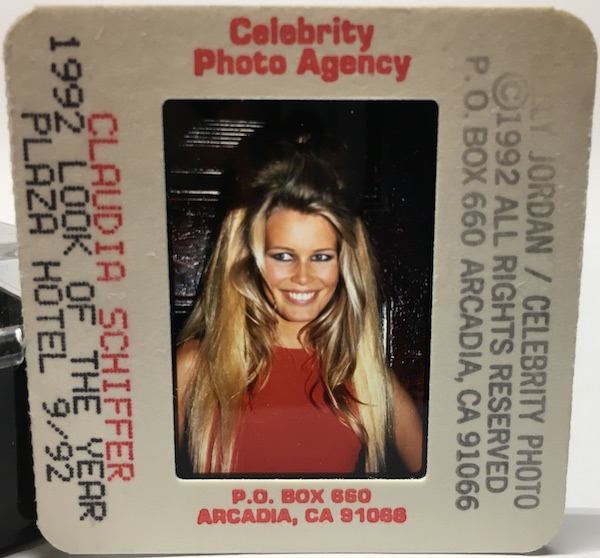 Celebrity
Photo Agency
CLAUDIA SCHIFFER
1992 LOOK OF THE YEAR
PLAZA HOTEL 9/92
JORDAN / CELEBRITY PHOTO
©1992 ALL RIGHTS RESERVED
P.O. BOX 660 ARCADIA, CA 91066
P.O. BOX 660
ARCADIA, CA 91066